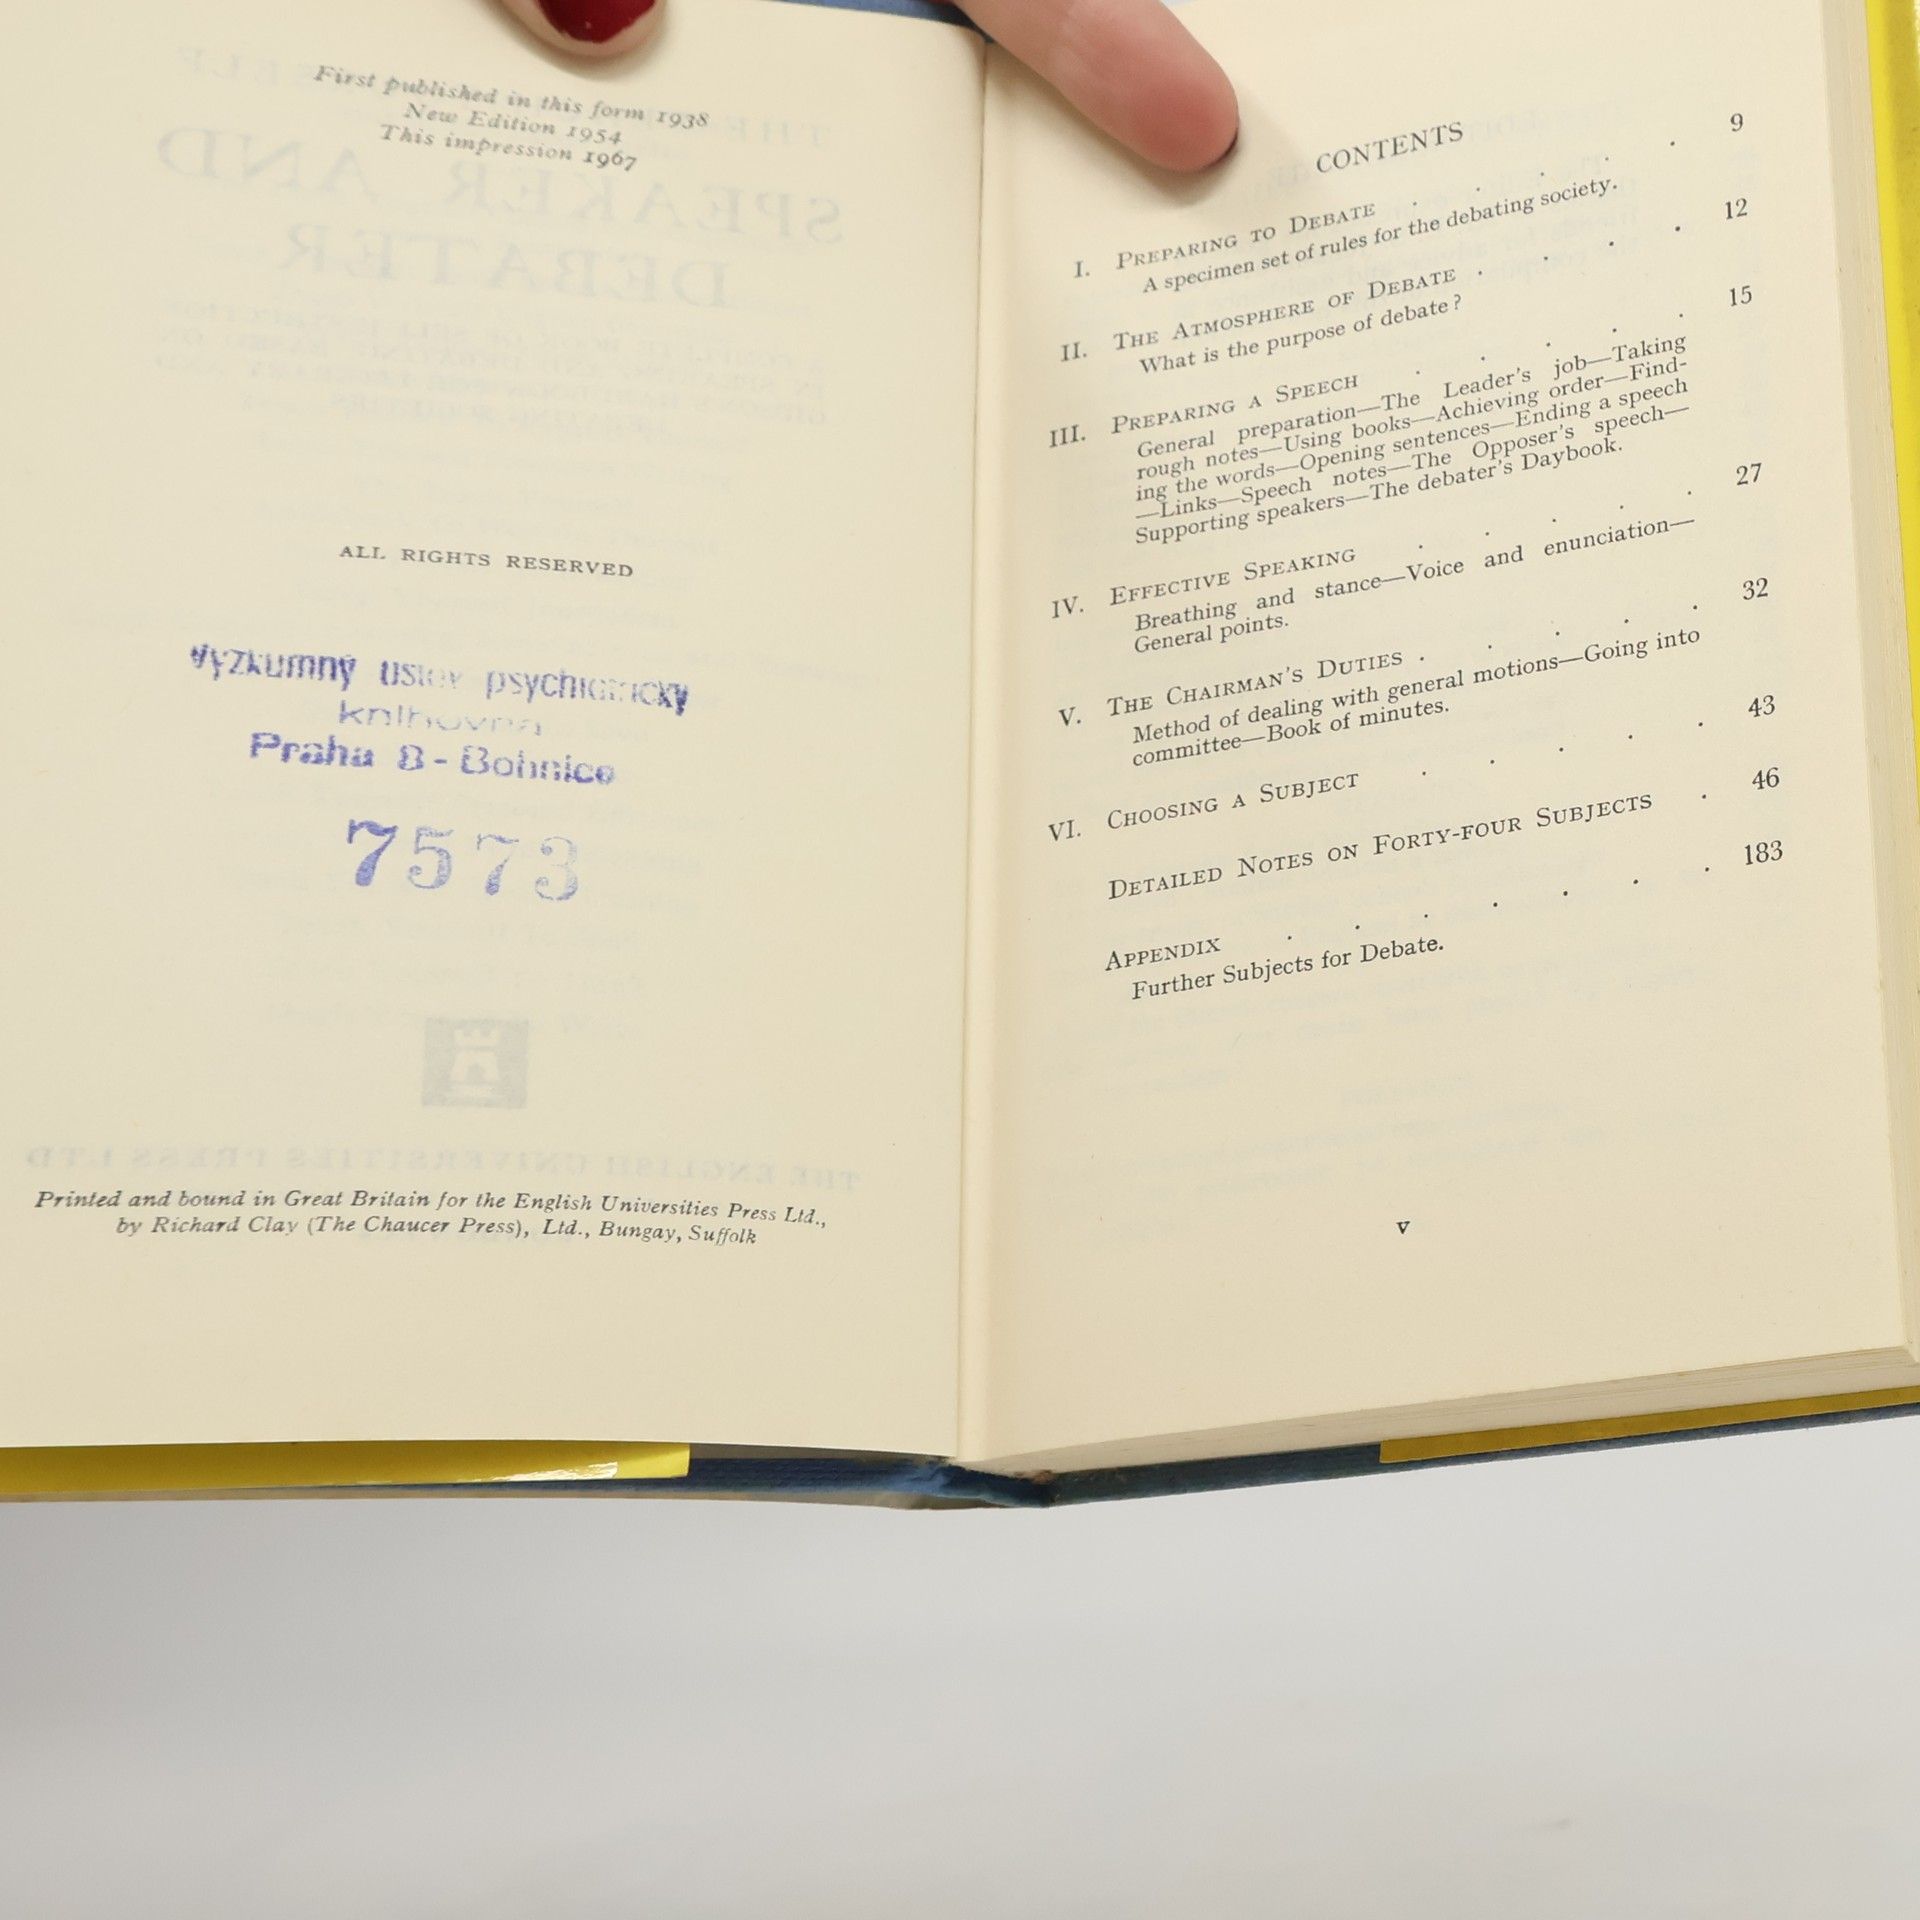 First published in this form 1938
New Edition 1954
This impression 1967
ALL RIGHTS RESERVED
Výzkumný ústav psychiatrický
knihovna
Praha 8 - Bohnice
7573
Printed and bound in Great Britain for the English Universities Press Ltd.,
by Richard Clay (The Chaucer Press), Ltd., Bungay, Suffolk
CONTENTS
I. PREPARING TO DEBATE . . . . . 9
A specimen set of rules for the debating society.
II. THE ATMOSPHERE OF DEBATE . . . . 12
What is the purpose of debate?
III. PREPARING A SPEECH . . . . . 15
General preparation—The Leader's job—Taking
rough notes—Using books—Achieving order—Find-
ing the words—Opening sentences—Ending a speech
—Links—Speech notes—The Opposer's speech—
Supporting speakers—The debater's Daybook.
IV. EFFECTIVE SPEAKING . . . . . 27
Breathing and stance—Voice and enunciation—
General points.
V. THE CHAIRMAN'S DUTIES . . . . . 32
Method of dealing with general motions—Going into
committee—Book of minutes.
VI. CHOOSING A SUBJECT . . . . . 43
DETAILED NOTES ON FORTY-FOUR SUBJECTS . 46
APPENDIX . . . . . . . 183
Further Subjects for Debate.
v